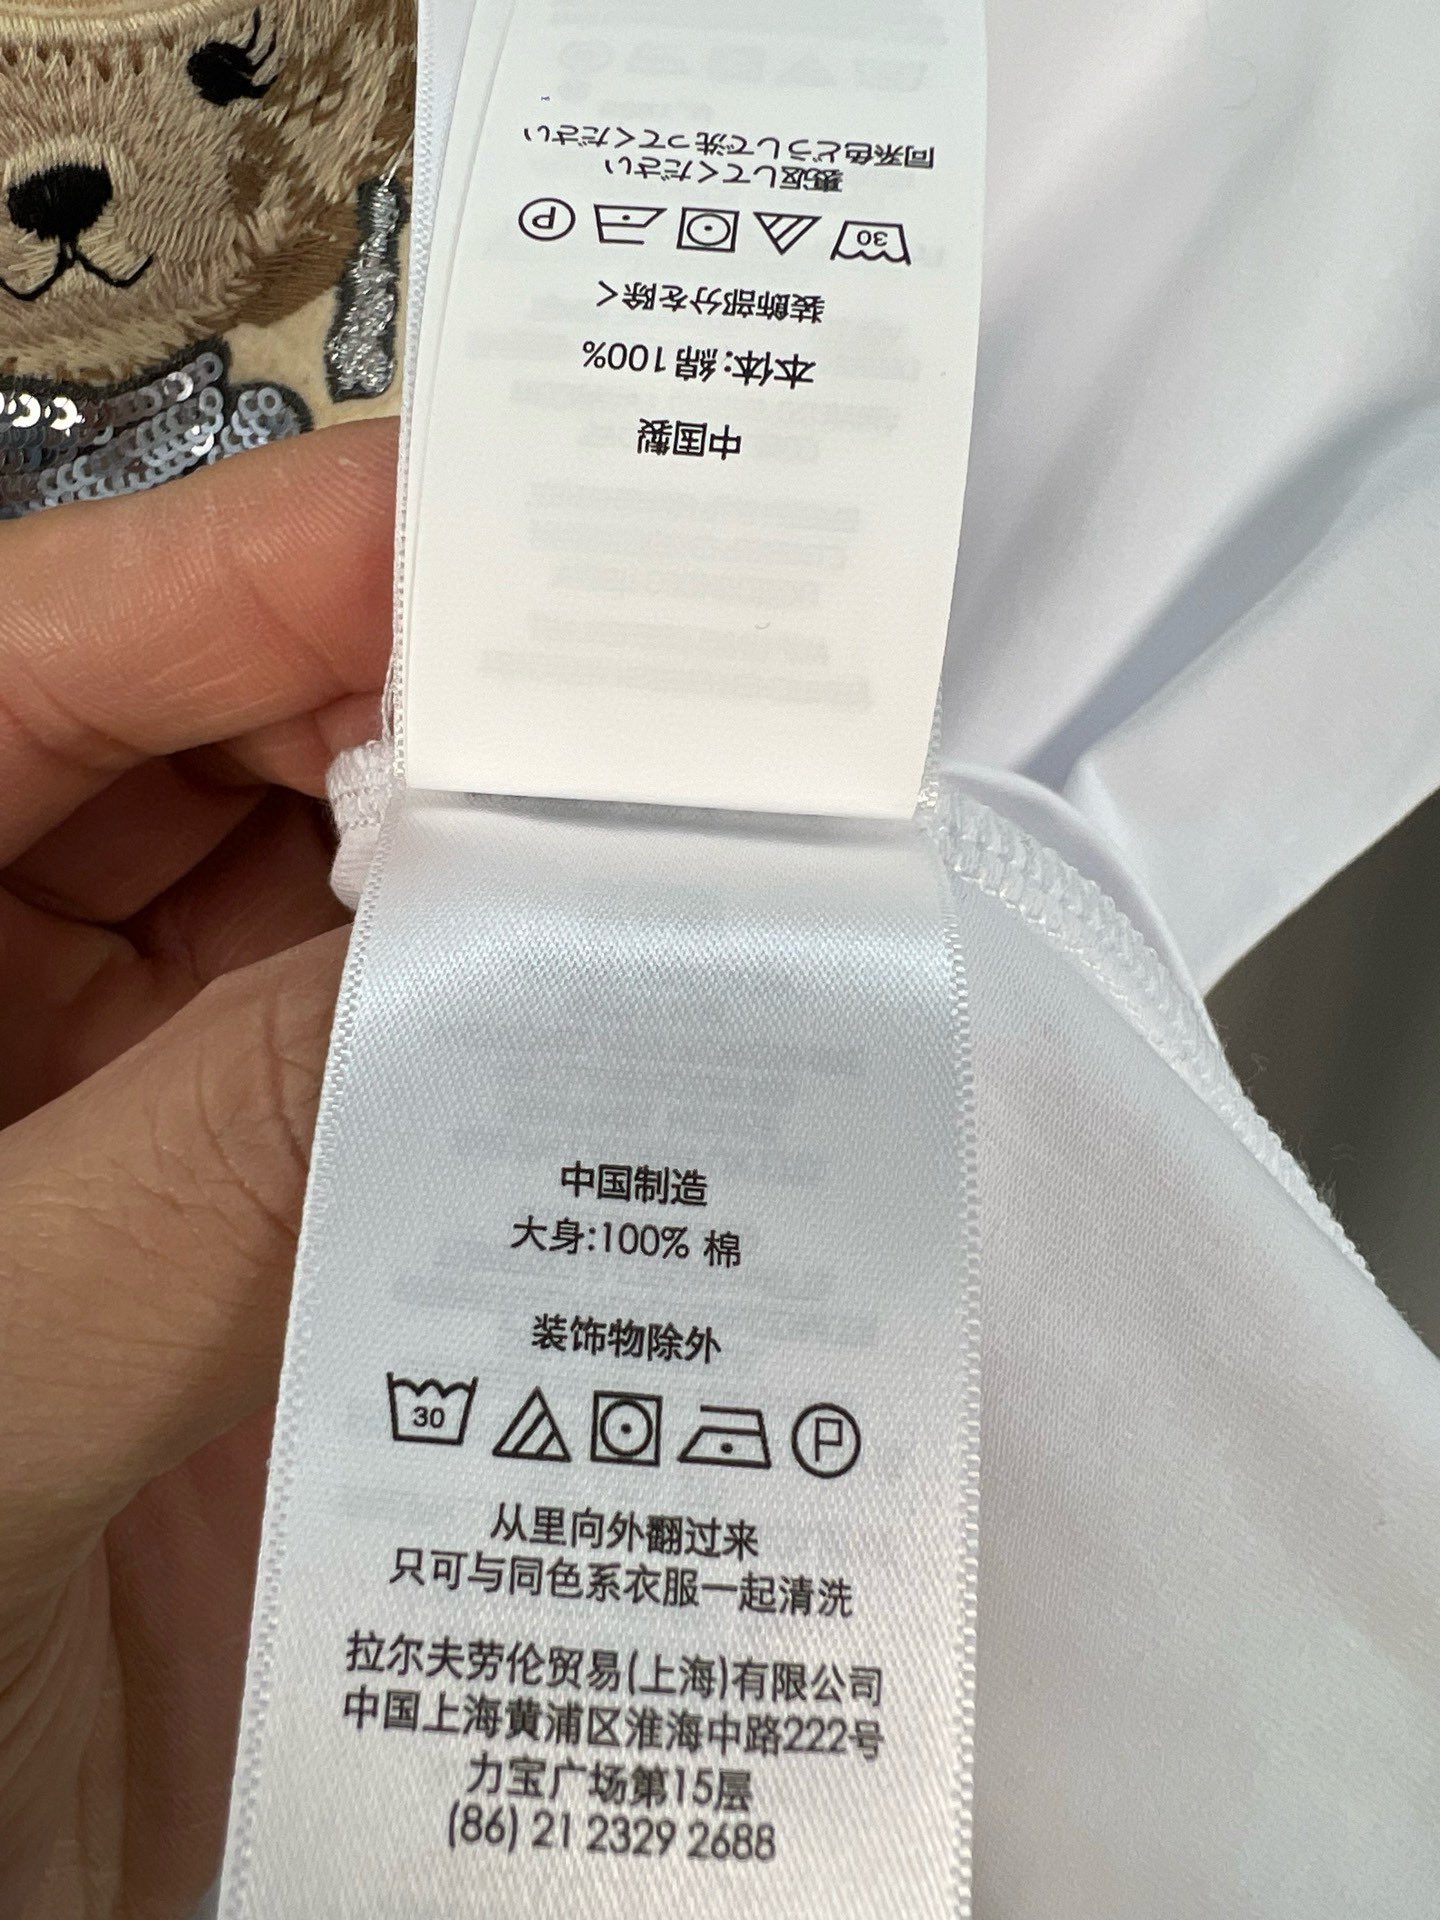 中国製
本体:綿100%
装飾部分を除く
30
P
裏返してください
同系色どうしで洗ってください
中国制造
大身:100% 棉
装饰物除外
30
P
从里向外翻过来
只可与同色系衣服一起清洗
拉尔夫劳伦贸易(上海)有限公司
中国上海黄浦区淮海中路222号
力宝广场第15层
(86) 21 2329 2688